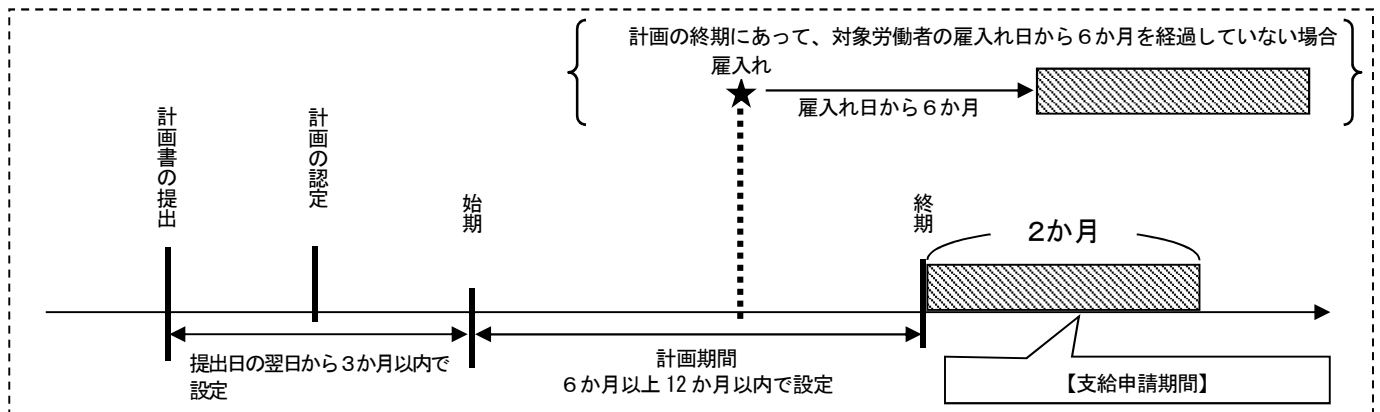 計画の終期にあって、対象労働者の雇入れ日から６か月を経過していない場合
雇入れ
雇入れ日から６か月
計画書の提出
計画の認定
始期
終期
２か月
提出日の翌日から３か月以内で
設定
計画期間
６か月以上 12 か月以内で設定
【支給申請期間】